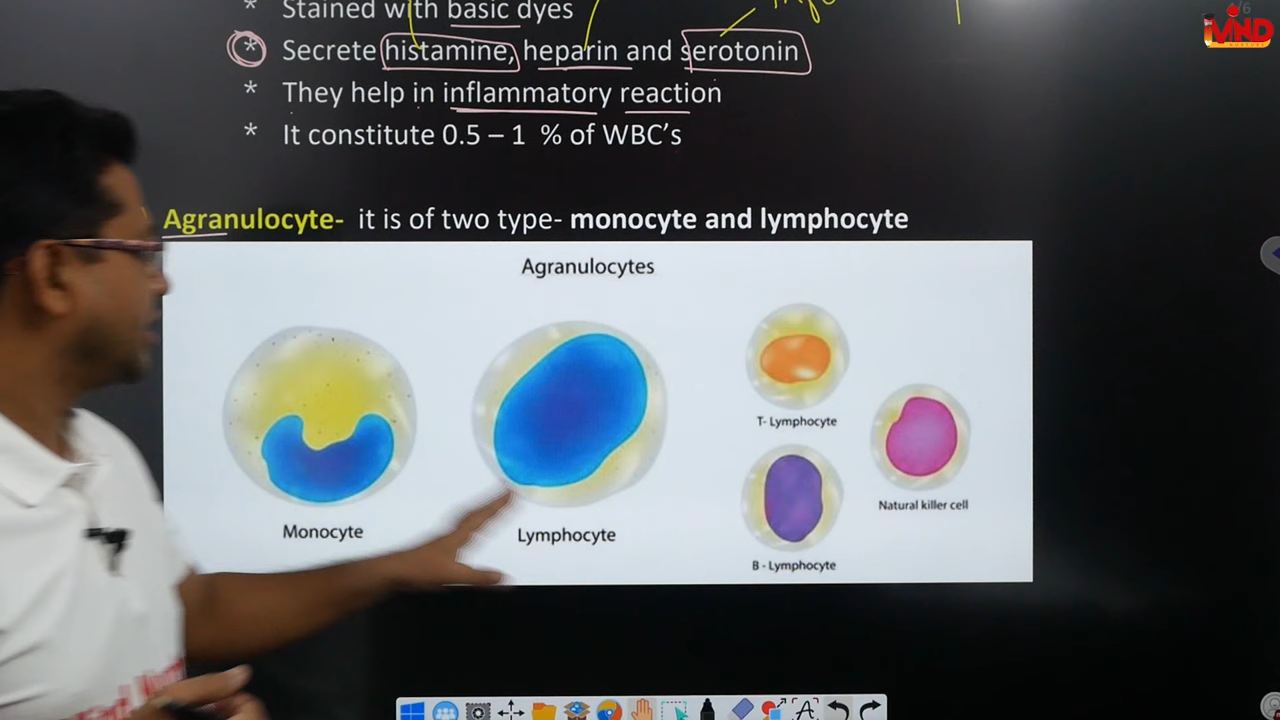 * Stained with basic dyes
* Secrete histamine, heparin and serotonin
* They help in inflammatory reaction
* It constitute 0.5 – 1 % of WBC's
Agranulocyte- it is of two type- monocyte and lymphocyte
Agranulocytes
Monocyte
Lymphocyte
T- Lymphocyte
B - Lymphocyte
Natural killer cell
MIND